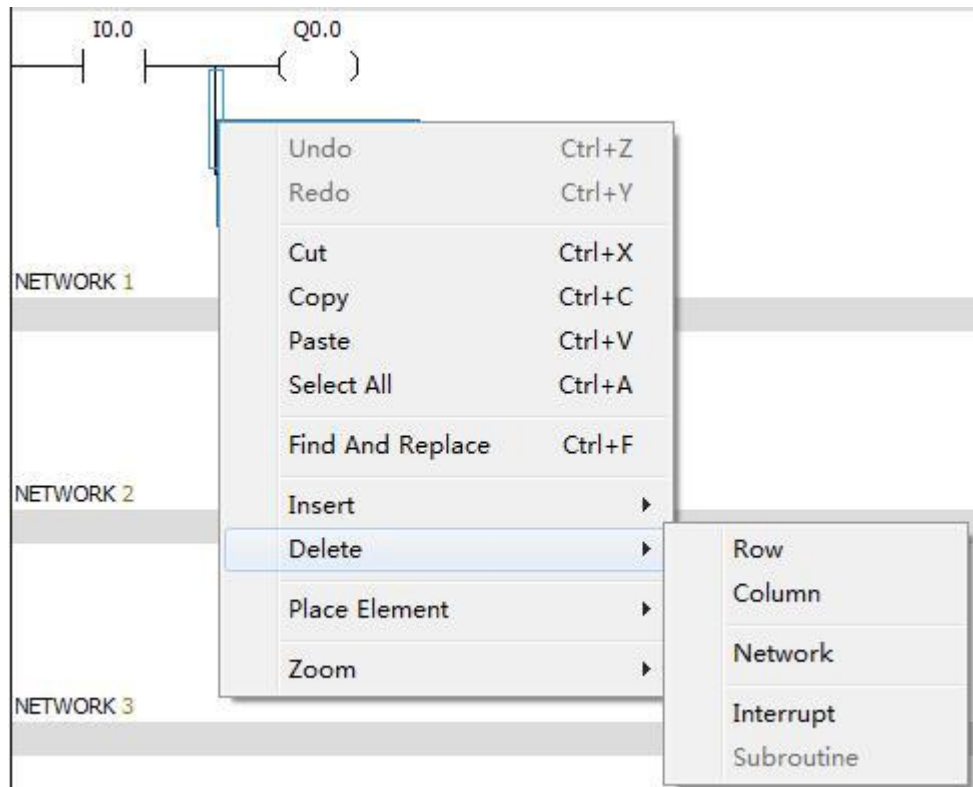 I0.0 Q0.0
Undo Ctrl+Z
Redo Ctrl+Y
Cut Ctrl+X
NETWORK 1
Copy Ctrl+C
Paste Ctrl+V
Select All Ctrl+A
Find And Replace Ctrl+F
NETWORK 2
Insert
Delete
Row
Column
Place Element
Network
Zoom
NETWORK 3
Interrupt
Subroutine